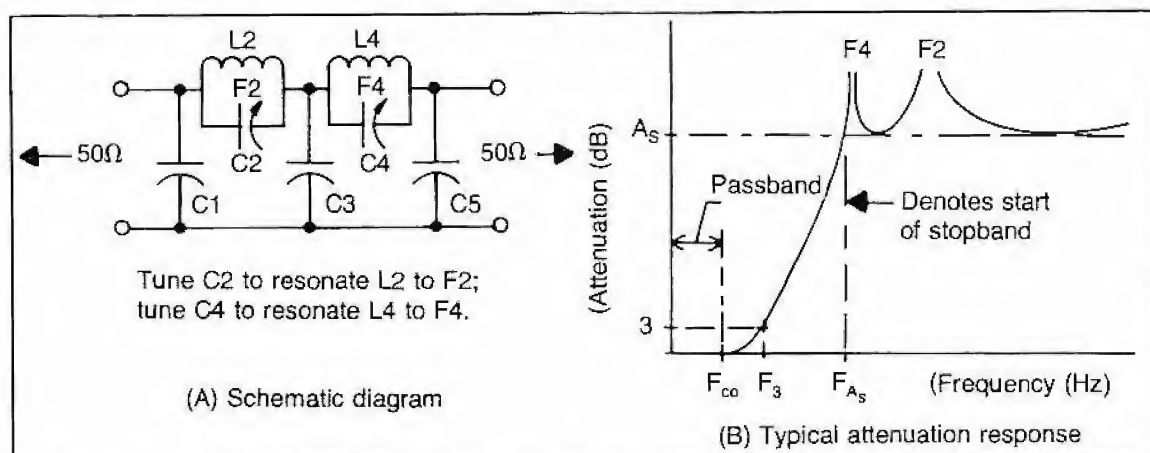 L2
L4
F2
F4
50Ω
50Ω
C2
C4
C1
C3
C5
Tune C2 to resonate L2 to F2;
tune C4 to resonate L4 to F4.
(A) Schematic diagram
F4
F2
As
(Attenuation (dB)
Passband
Denotes start
of stopband
3
Fco
F3
FAs
(Frequency (Hz)
(B) Typical attenuation response